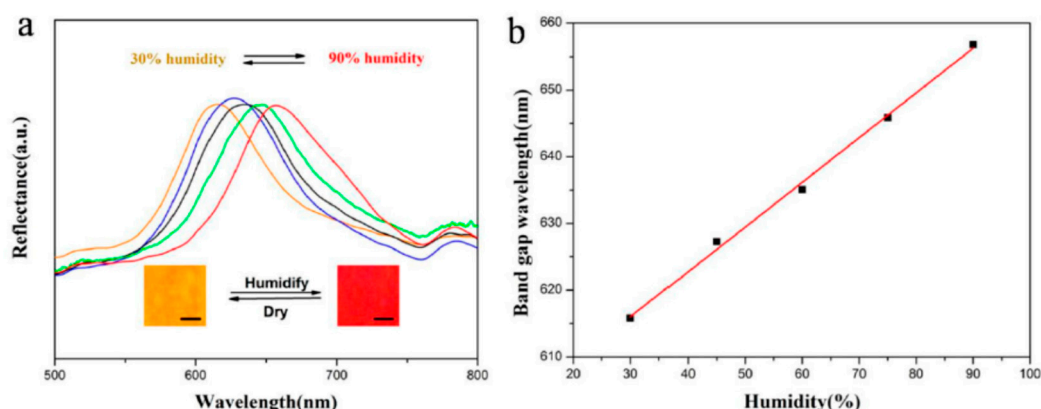 a
30% humidity
90% humidity
Reflectance(a.u.)
Humidify
Dry
500
600
700
800
Wavelength(nm)
b
660
650
640
630
620
610
Band gap wavelength(nm)
20
30
40
50
60
70
80
90
100
Humidity(%)